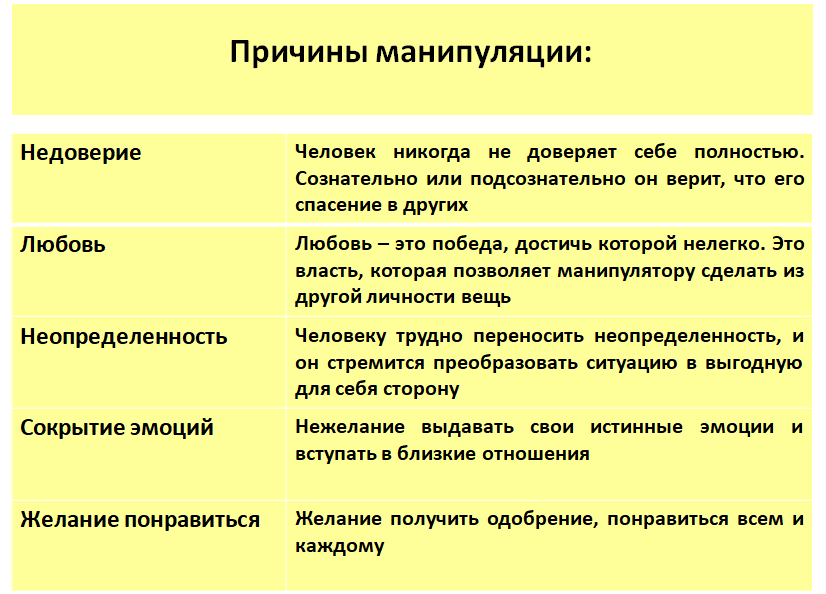 Причины манипуляции:
Недоверие
Человек никогда не доверяет себе полностью.
Сознательно или подсознательно он верит, что его
спасение в других
Любовь
Любовь – это победа, достичь которой нелегко. Это
власть, которая позволяет манипулятору сделать из
другой личности вещь
Неопределенность
Человеку трудно переносить неопределенность, и
он стремится преобразовать ситуацию в выгодную
для себя сторону
Сокрытие эмоций
Нежелание выдавать свои истинные эмоции и
вступать в близкие отношения
Желание понравиться
Желание получить одобрение, понравиться всем и
каждому